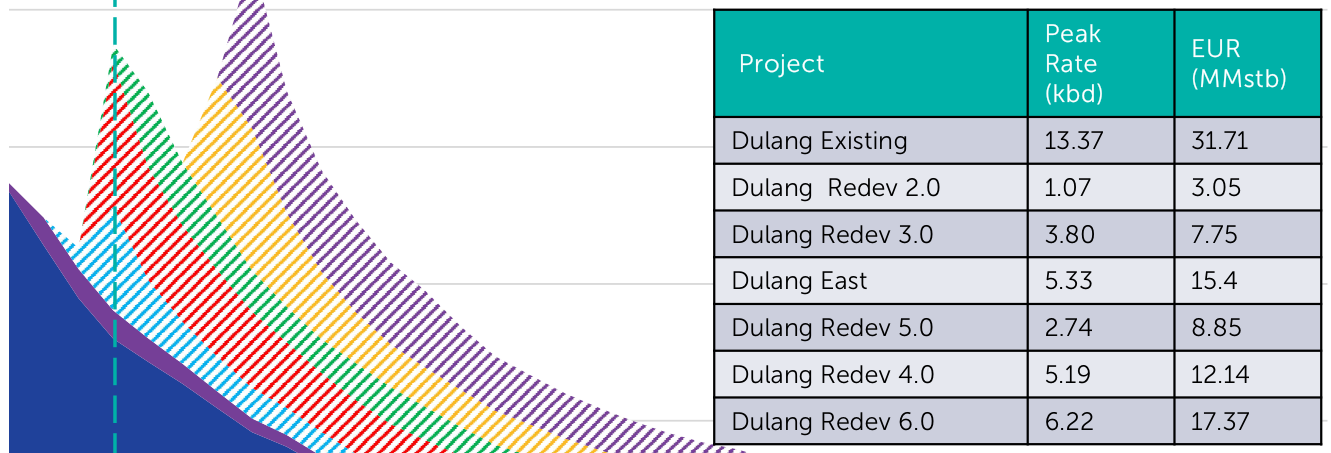 Project Peak Rate (kbd) EUR (MMstb)
Dulang Existing 13.37 31.71
Dulang  Redev 2.0 1.07 3.05
Dulang Redev 3.0 3.80 7.75
Dulang East 5.33 15.4
Dulang Redev 5.0 2.74 8.85
Dulang Redev 4.0 5.19 12.14
Dulang Redev 6.0 6.22 17.37